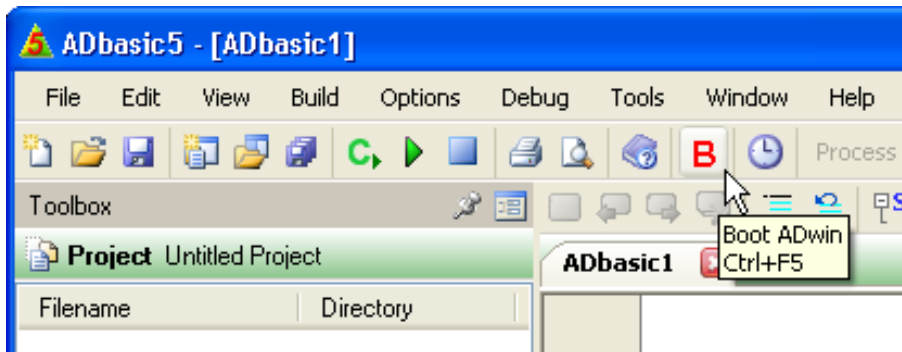 5 ADbasic5 - [ADbasic1]
File Edit View Build Options Debug Tools Window Help
C B Process
Toolbox
Project Untitled Project
ADbasic1
Boot ADwin
Ctrl+F5
Filename Directory